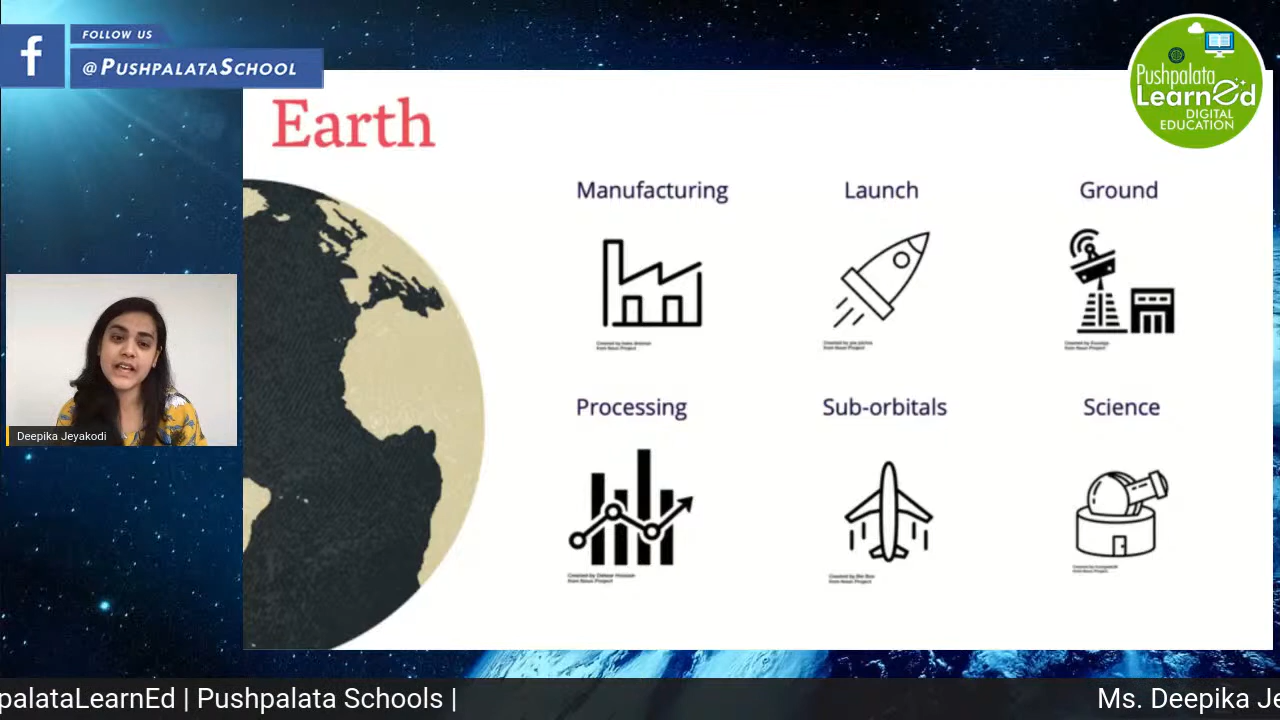 FOLLOW US
@PUSHPALATASCHOOL
Pushpalata
LearnEd
DIGITAL
EDUCATION
Earth
Manufacturing
Launch
Ground
Processing
Sub-orbitals
Science
Deepika Jeyakodi
palataLearnEd | Pushpalata Schools |
Ms. Deepika Je